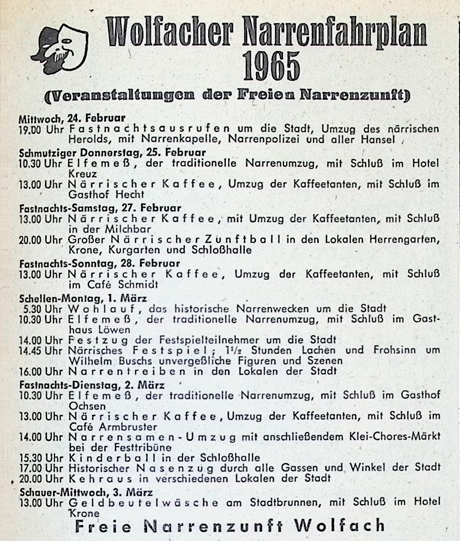 Wolfacher Narrenfahrplan
1965
(Veranstaltungen der Freien Narrenzunft)
Mittwoch, 24. Februar
19.00 Uhr Fastnachtsausrufen um die Stadt, Umzug des närrischen
Herolds, mit Narrenkapelle, Narrenpolizei und aller Hansel
Schmutziger Donnerstag, 25. Februar
10.30 Uhr Elfemeß, der traditionelle Narrenumzug, mit Schluß im Hotel
Kreuz
13.00 Uhr Närrischer Kaffee, Umzug der Kaffeetanten, mit Schluß im
Gasthof Hecht
Fastnachts-Samstag, 27. Februar
13.00 Uhr Närrischer Kaffee, mit Umzug der Kaffeetanten, mit Schluß
in der Milchbar
20.00 Uhr Großer Närrischer Zunftball in den Lokalen Herrengarten,
Krone, Kurgarten und Schloßhalle
Fastnachts-Sonntag, 28. Februar
13.00 Uhr Närrischer Kaffee, Umzug der Kaffeetanten, mit Schluß
im Café Schmidt
Schellen-Montag, 1. März
5.30 Uhr Wohlauf, das historische Narrenwecken um die Stadt
10.30 Uhr Elfemeß, der traditionelle Narrenumzug, mit Schluß im Gast-
haus Löwen
14.00 Uhr Festzug der Festspielteilnehmer um die Stadt
14.45 Uhr Närrisches Festspiel; 1½ Stunden Lachen und Frohsinn um
Wilhelm Buschs unvergeßliche Figuren und Szenen
16.00 Uhr Narrentreiben in den Lokalen der Stadt
Fastnachts-Dienstag, 2. März
10.30 Uhr Elfemeß, der traditionelle Narrenumzug, mit Schluß im Gasthof
Ochsen
13.00 Uhr Närrischer Kaffee, Umzug der Kaffeetanten, mit Schluß im
Café Armbruster
14.00 Uhr Narrensamen-Umzug mit anschließendem Klei-Chores-Märkt
bei der Festtribüne
15.30 Uhr Kinderball in der Schloßhalle
17.00 Uhr Historischer Nasenzug durch alle Gassen und Winkel der Stadt
20.00 Uhr Kehraus in verschiedenen Lokalen der Stadt
Schauer-Mittwoch, 3. März
13.00 Uhr Geldbeutelwäsche am Stadtbrunnen, mit Schluß im Hotel
Krone
Freie Narrenzunft Wolfach